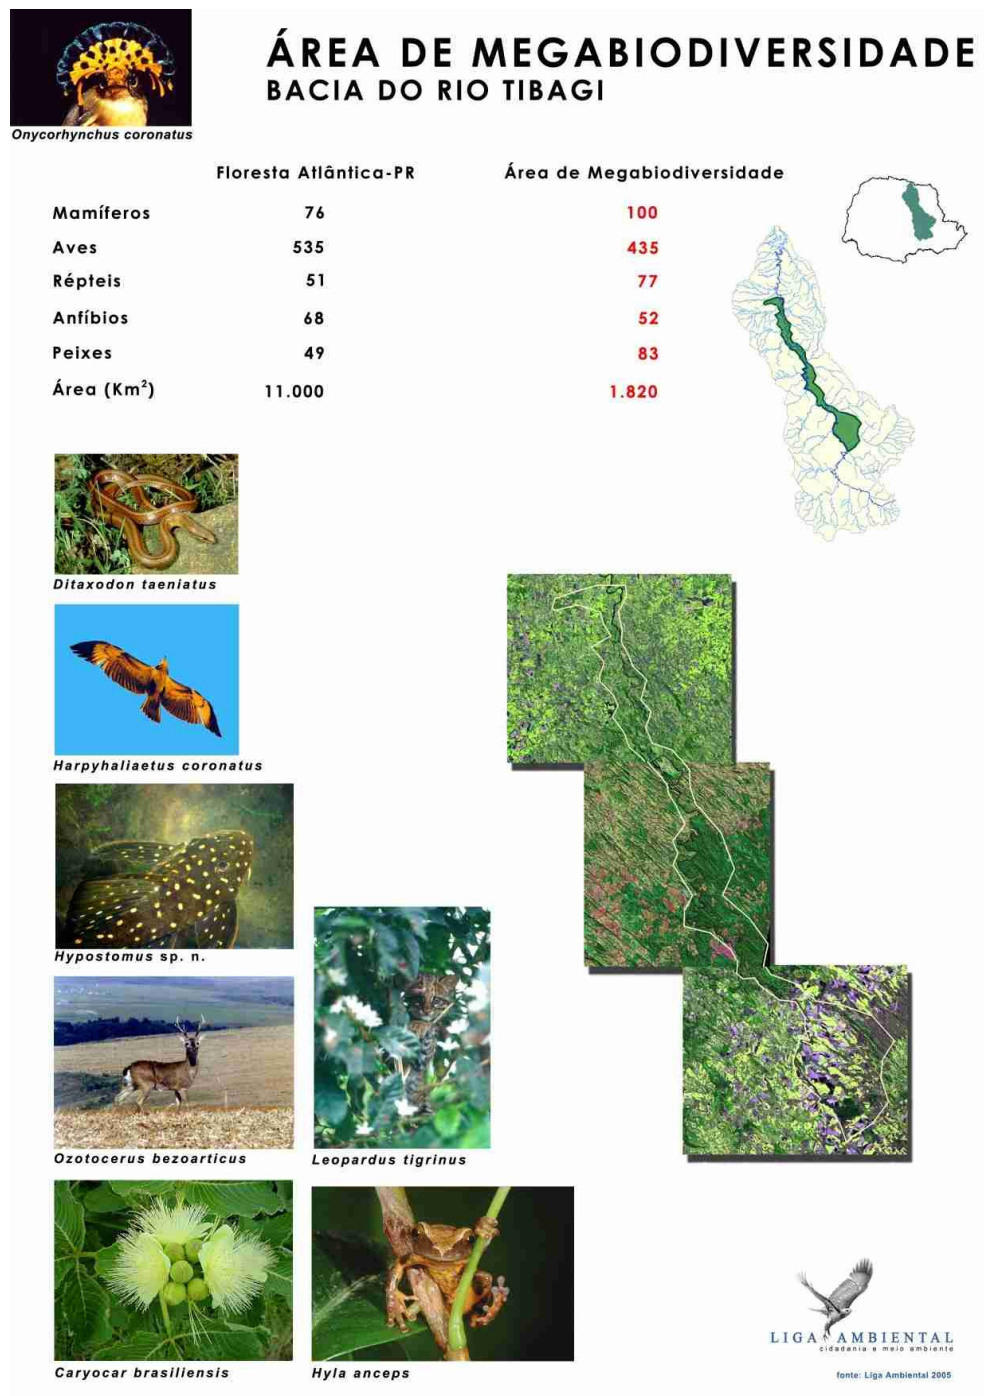 ÁREA DE MEGABIODIVERSIDADE
BACIA DO RIO TIBAGI
Onycorhynchus coronatus
Floresta Atlântica-PR Área de Megabiodiversidade
Mamíferos 76 100
Aves 535 435
Répteis 51 77
Anfíbios 68 52
Peixes 49 83
Área (Km²) 11.000 1.820
Ditaxodon taeniatus
Harpyhaliaetus coronatus
Hypostomus sp. n.
Ozotocerus bezoarticus
Leopardus tigrinus
Caryocar brasiliensis
Hyla anceps
LIGA AMBIENTAL
cidadania e meio ambiente
fonte: Liga Ambiental 2005